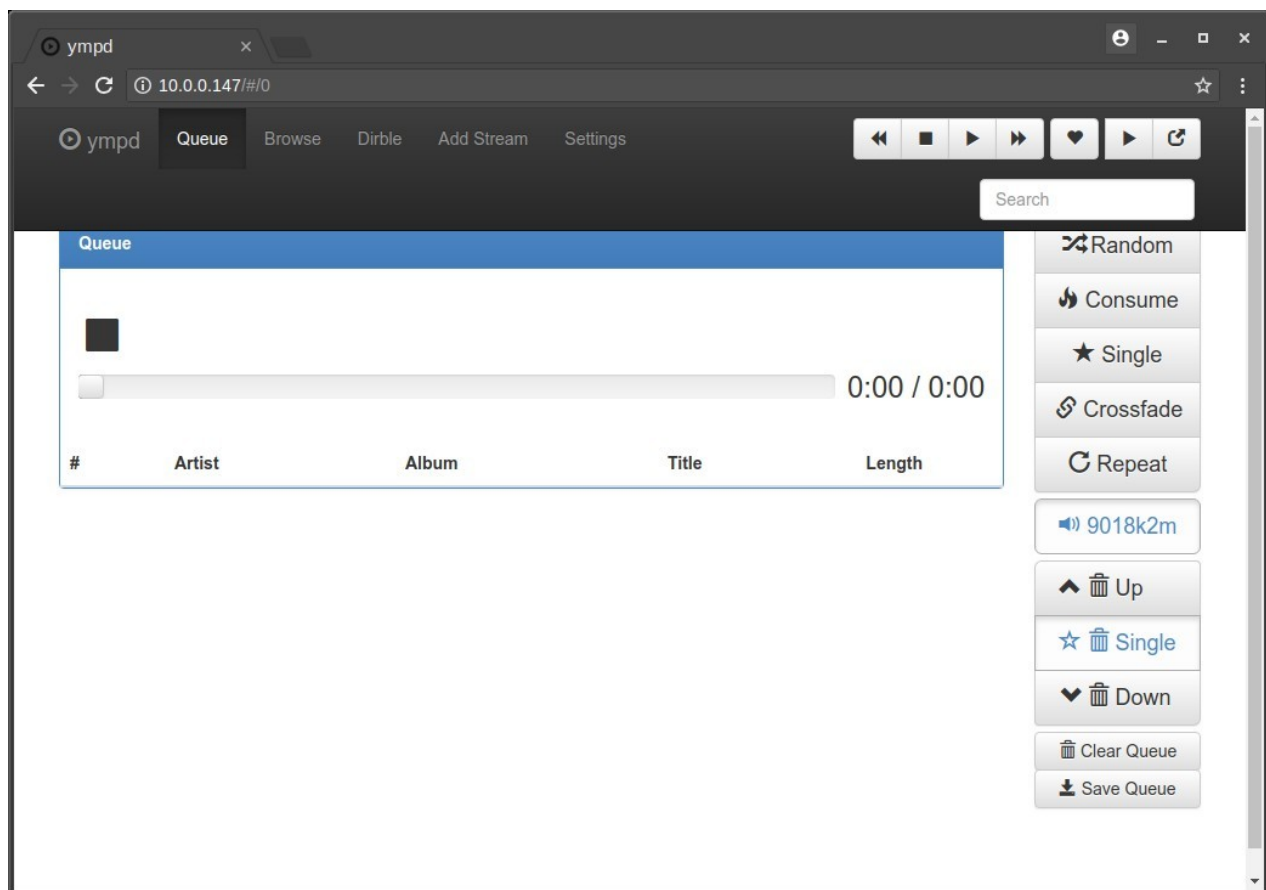 ympd
10.0.0.147/#/0
ympd Queue Browse Dirble Add Stream Settings
Search
Queue
0:00 / 0:00
# Artist Album Title Length
Random
Consume
Single
Crossfade
Repeat
9018k2m
Up
Single
Down
Clear Queue
Save Queue